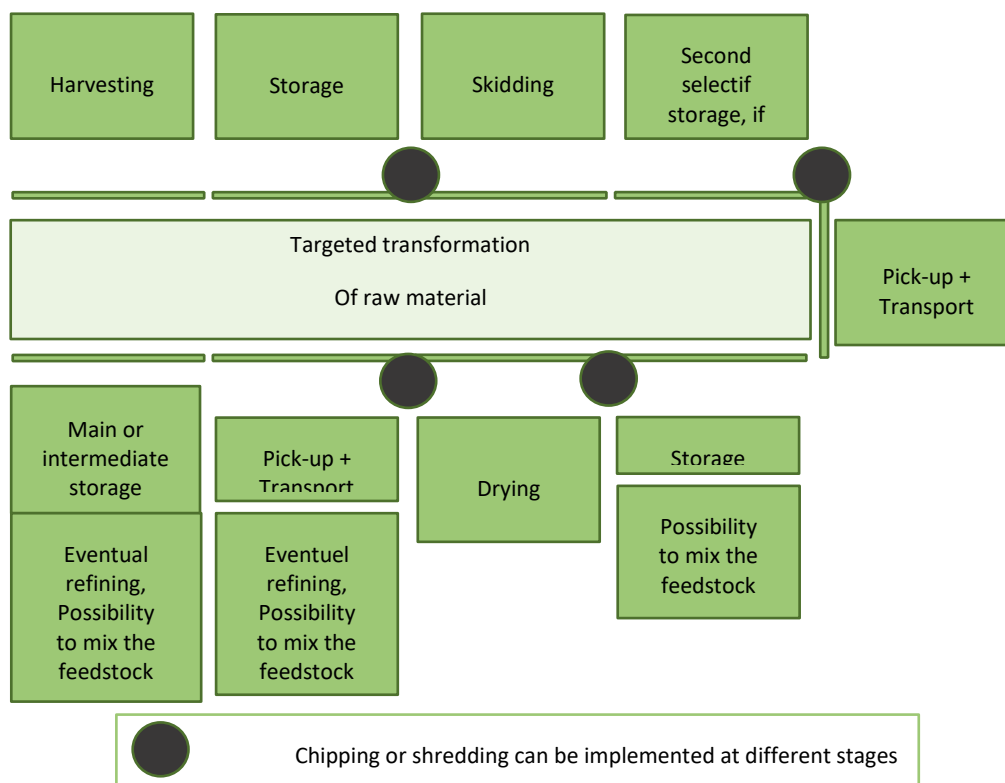 Harvesting
Storage
Skidding
Second
selectif
storage, if
Targeted transformation
Of raw material
Pick-up +
Transport
Main or
intermediate
storage
Pick-up +
Transport
Drying
Storage
Eventual
refining,
Possibility
to mix the
feedstock
Eventuel
refining,
Possibility
to mix the
feedstock
Possibility
to mix the
feedstock
Chipping or shredding can be implemented at different stages